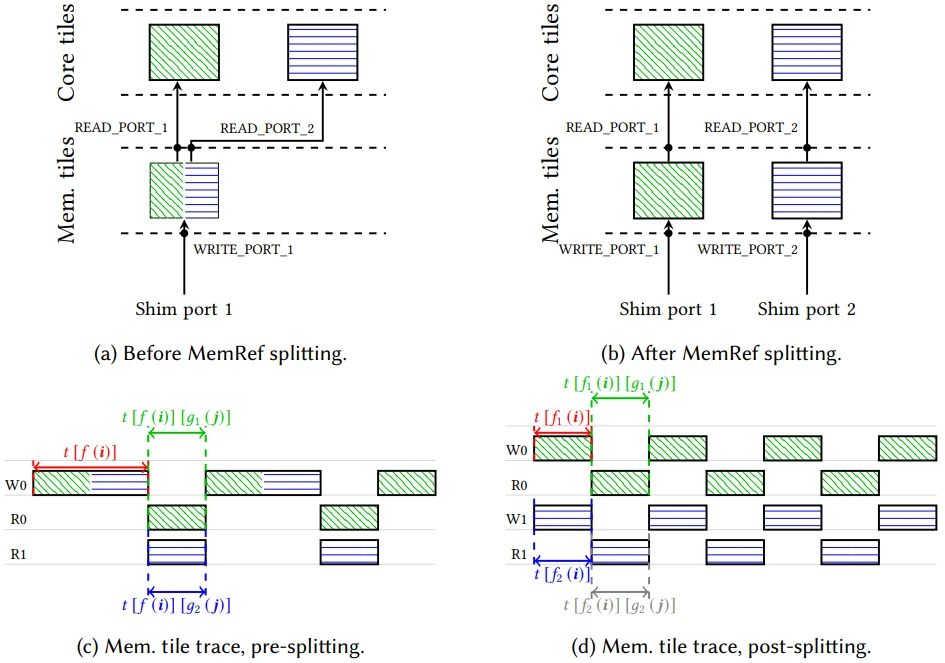 Core tiles
READ_PORT_1
READ_PORT_2
Mem. tiles
WRITE_PORT_1
Shim port 1
(a) Before MemRef splitting.
Core tiles
READ_PORT_1
READ_PORT_2
Mem. tiles
WRITE_PORT_1
WRITE_PORT_2
Shim port 1
Shim port 2
(b) After MemRef splitting.
t [f (i)] [g₁ (j)]
t [f (i)]
W0
R0
R1
t [f (i)] [g₂ (j)]
(c) Mem. tile trace, pre-splitting.
t [f₁ (i)] [g₁ (j)]
t [f₁ (i)]
W0
R0
W1
R1
t [f₂ (i)]
t [f₂ (i)] [g₂ (j)]
(d) Mem. tile trace, post-splitting.